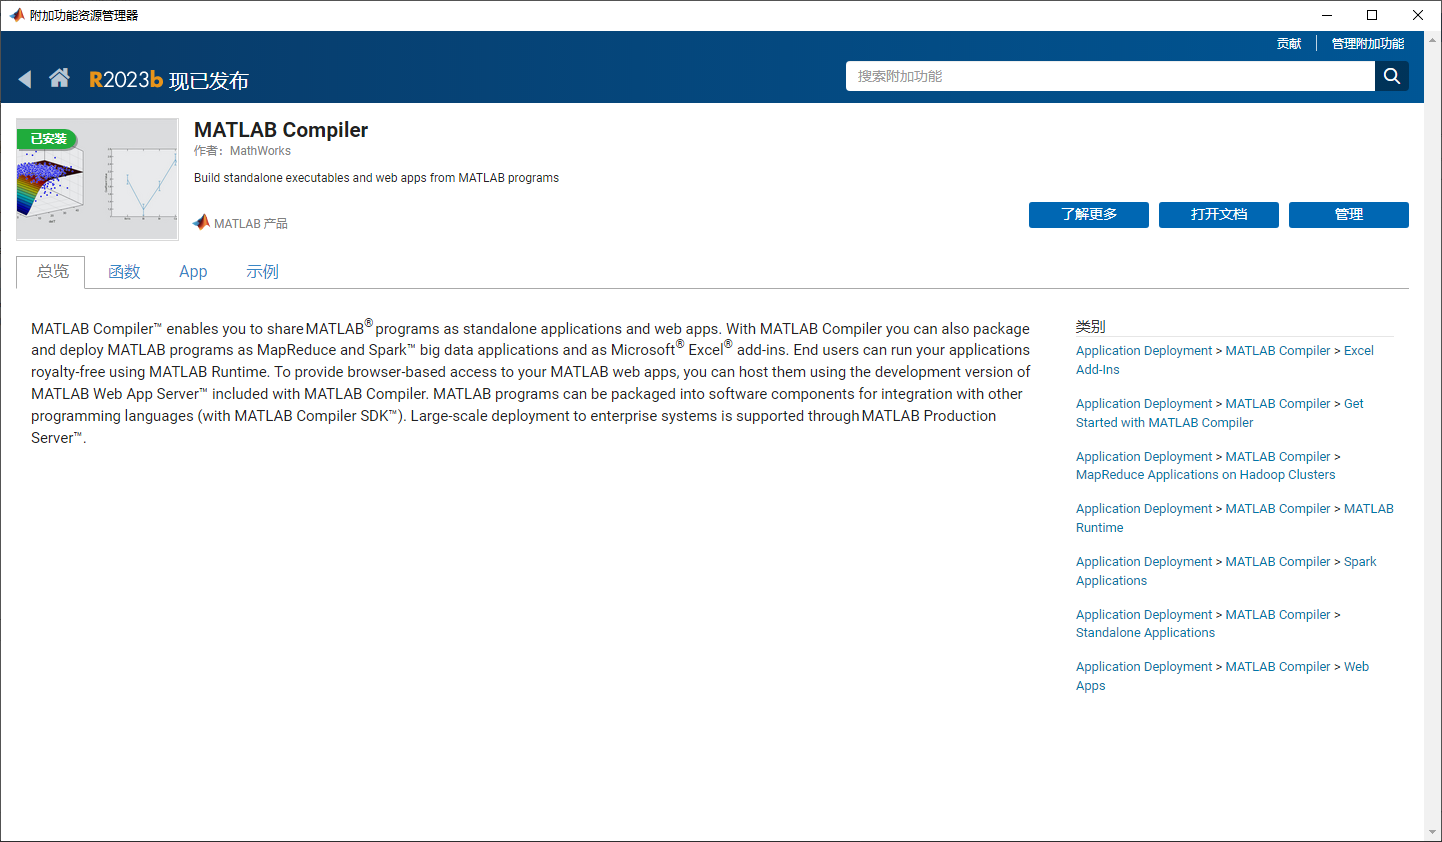 附加功能资源管理器
贡献
管理附加功能
R2023b 现已发布
搜索附加功能
已安装
MATLAB Compiler
作者：MathWorks
Build standalone executables and web apps from MATLAB programs
MATLAB 产品
了解更多
打开文档
管理
总览
函数
App
示例
MATLAB Compiler™ enables you to share MATLAB® programs as standalone applications and web apps. With MATLAB Compiler you can also package
and deploy MATLAB programs as MapReduce and Spark™ big data applications and as Microsoft® Excel® add-ins. End users can run your applications
royalty-free using MATLAB Runtime. To provide browser-based access to your MATLAB web apps, you can host them using the development version of
MATLAB Web App Server™ included with MATLAB Compiler. MATLAB programs can be packaged into software components for integration with other
programming languages (with MATLAB Compiler SDK™). Large-scale deployment to enterprise systems is supported through MATLAB Production
Server™.
类别
Application Deployment > MATLAB Compiler > Excel
Add-Ins
Application Deployment > MATLAB Compiler > Get
Started with MATLAB Compiler
Application Deployment > MATLAB Compiler >
MapReduce Applications on Hadoop Clusters
Application Deployment > MATLAB Compiler > MATLAB
Runtime
Application Deployment > MATLAB Compiler > Spark
Applications
Application Deployment > MATLAB Compiler >
Standalone Applications
Application Deployment > MATLAB Compiler > Web
Apps